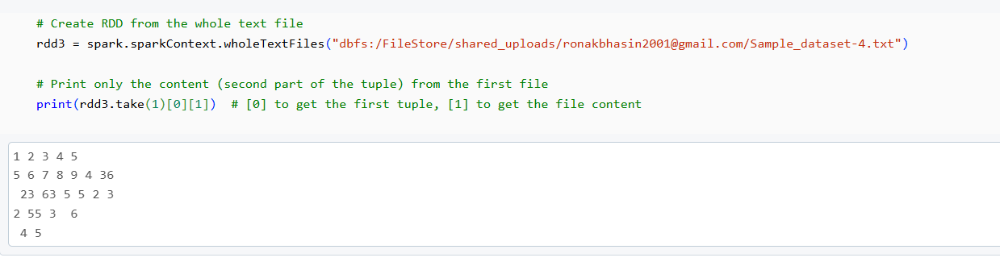 # Create RDD from the whole text file
rdd3 = spark.sparkContext.wholeTextFiles("dbfs:/FileStore/shared_uploads/ronakbhasin2001@gmail.com/Sample_dataset-4.txt")
# Print only the content (second part of the tuple) from the first file
print(rdd3.take(1)[0][1])  # [0] to get the first tuple, [1] to get the file content
1 2 3 4 5
5 6 7 8 9 4 36
 23 63 5 5 2 3
2 55 3  6
 4 5